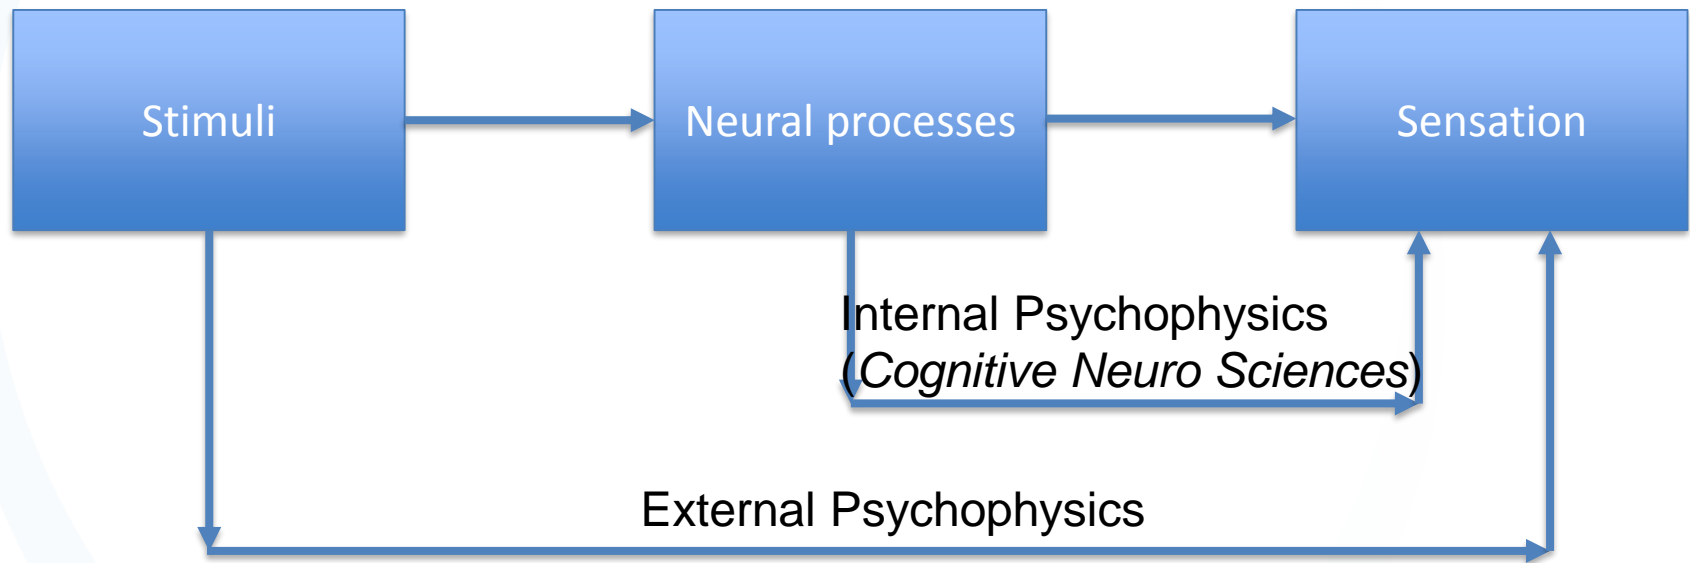 Stimuli
Neural processes
Sensation
Internal Psychophysics
(Cognitive Neuro Sciences)
External Psychophysics